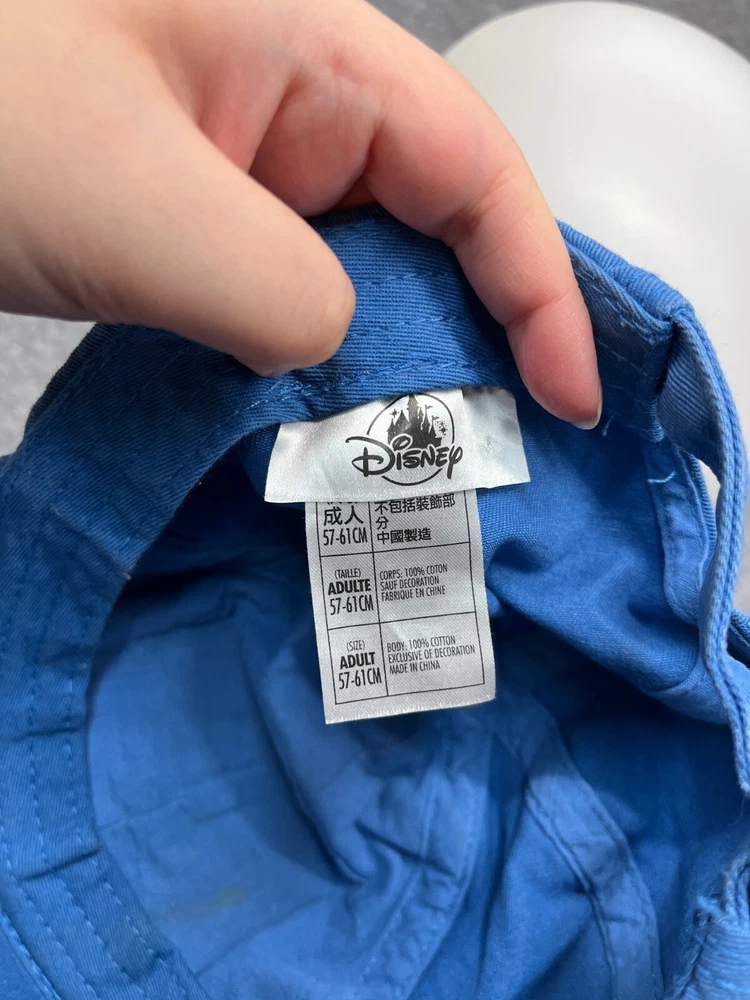 Disney
成人
57-61CM
不包括裝飾部
分
中國製造
(TAILLE)
ADULTE
57-61CM
CORPS: 100% COTON
SAUF DECORATION
FABRIQUE EN CHINE
(SIZE)
ADULT
57-61CM
BODY: 100% COTTON
EXCLUSIVE OF DECORATION
MADE IN CHINA